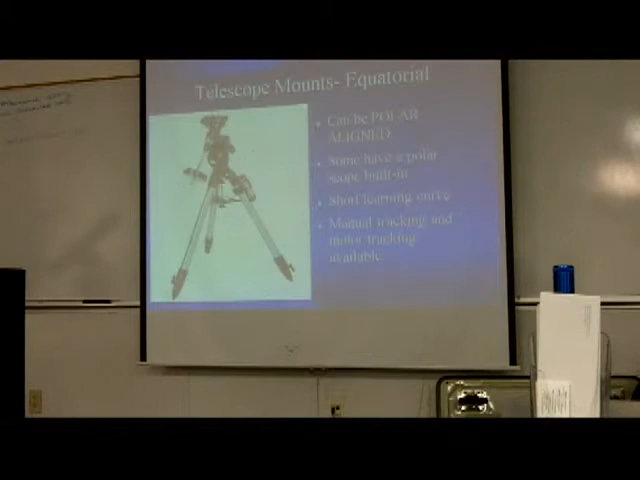 Telescope Mounts- Equatorial
Can be POLAR
ALIGNED
Some have a polar
scope built-in
Short learning curve
Manual tracking and
motor tracking
available